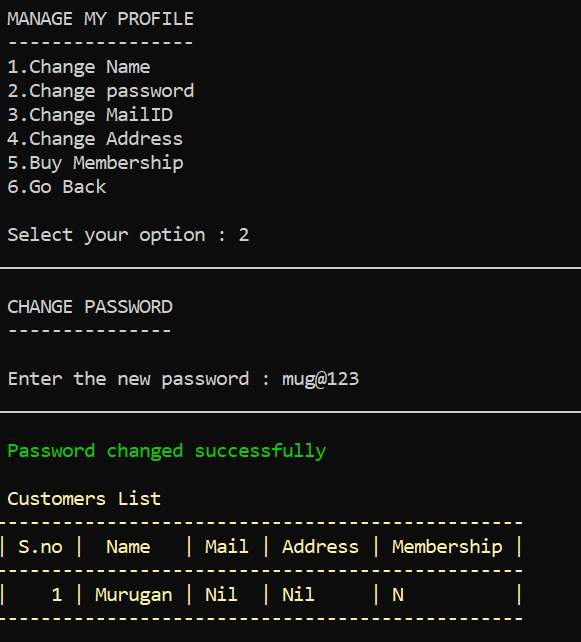 MANAGE MY PROFILE
-----------------
1.Change Name
2.Change password
3.Change MailID
4.Change Address
5.Buy Membership
6.Go Back
Select your option : 2
CHANGE PASSWORD
---------------
Enter the new password : mug@123
Password changed successfully
Customers List
------------------------------------------------
| S.no |  Name   | Mail | Address | Membership |
------------------------------------------------
|    1 | Murugan | Nil  | Nil     | N          |
------------------------------------------------